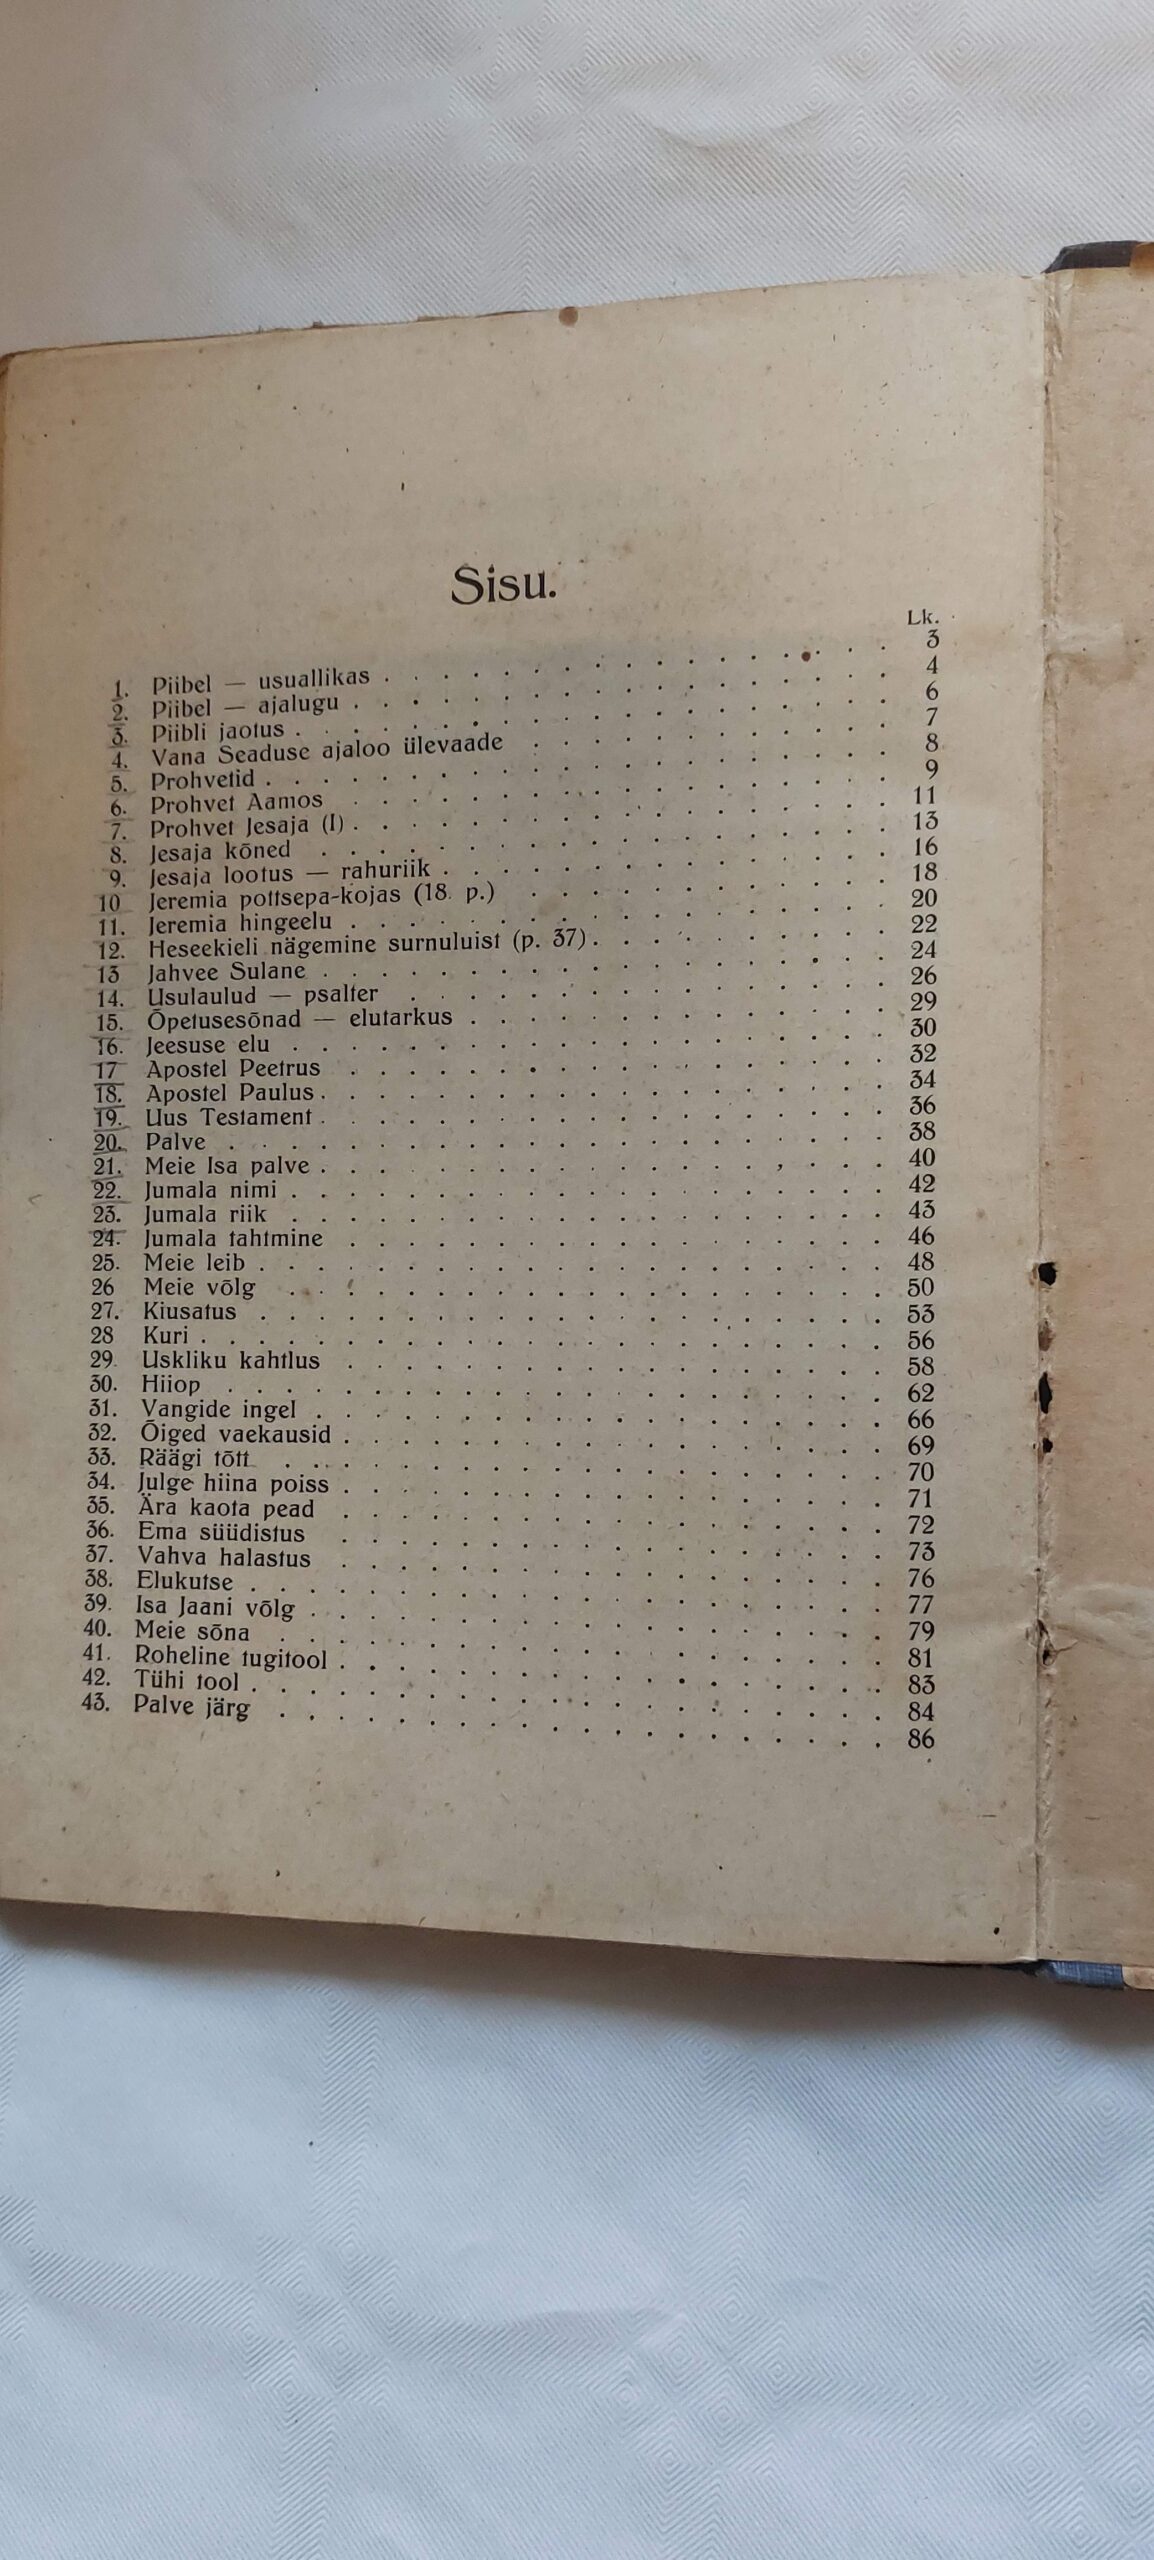 Sisu.
Lk.
1. Piibel — usuallikas . . . . . . . . . . . . . . . . . 3
2. Piibel — ajalugu . . . . . . . . . . . . . . . . . . 4
3. Piibli jaotus . . . . . . . . . . . . . . . . . . . . 6
4. Vana Seaduse ajaloo ülevaade . . . . . . . . . . . . 7
5. Prohvetid . . . . . . . . . . . . . . . . . . . . . 8
6. Prohvet Aamos . . . . . . . . . . . . . . . . . . 9
7. Prohvet Jesaja (I) . . . . . . . . . . . . . . . . . . 11
8. Jesaja kõned . . . . . . . . . . . . . . . . . . . 13
9. Jesaja lootus — rahuriik . . . . . . . . . . . . . . . 16
10 Jeremia pottsepa-kojas (18. p.) . . . . . . . . . . . . 18
11. Jeremia hingeelu . . . . . . . . . . . . . . . . . . 20
12. Heseekieli nägemine surnuluist (p. 37) . . . . . . . . . . 22
13 Jahvee Sulane . . . . . . . . . . . . . . . . . . . 24
14. Usulaulud — psalter . . . . . . . . . . . . . . . . 26
15. Õpetusesõnad — elutarkus . . . . . . . . . . . . . . 29
16. Jeesuse elu . . . . . . . . . . . . . . . . . . . . 30
17 Apostel Peetrus . . . . . . . . . . . . . . . . . . 32
18. Apostel Paulus . . . . . . . . . . . . . . . . . . . 34
19. Uus Testament . . . . . . . . . . . . . . . . . . . 36
20. Palve . . . . . . . . . . . . . . . . . . . . . . 38
21. Meie Isa palve . . . . . . . . . . . . . . . . . . . 40
22. Jumala nimi . . . . . . . . . . . . . . . . . . . . 42
23. Jumala riik . . . . . . . . . . . . . . . . . . . . 43
24. Jumala tahtmine . . . . . . . . . . . . . . . . . . 46
25. Meie leib . . . . . . . . . . . . . . . . . . . . . 48
26 Meie võlg . . . . . . . . . . . . . . . . . . . . 50
27. Kiusatus . . . . . . . . . . . . . . . . . . . . . 53
28 Kuri . . . . . . . . . . . . . . . . . . . . . . . 56
29. Uskliku kahtlus . . . . . . . . . . . . . . . . . . 58
30. Hiiop . . . . . . . . . . . . . . . . . . . . . . 62
31. Vangide ingel . . . . . . . . . . . . . . . . . . . 66
32. Õiged vaekausid . . . . . . . . . . . . . . . . . . 69
33. Räägi tõtt . . . . . . . . . . . . . . . . . . . . 70
34. Julge hiina poiss . . . . . . . . . . . . . . . . . . 71
35. Ära kaota pead . . . . . . . . . . . . . . . . . . 72
36. Ema süüdistus . . . . . . . . . . . . . . . . . . 73
37. Vahva halastus . . . . . . . . . . . . . . . . . . 76
38. Elukutse . . . . . . . . . . . . . . . . . . . . . 77
39. Isa Jaani võlg . . . . . . . . . . . . . . . . . . . 79
40. Meie sõna . . . . . . . . . . . . . . . . . . . . 81
41. Roheline tugitool . . . . . . . . . . . . . . . . . . 83
42. Tühi tool . . . . . . . . . . . . . . . . . . . . . 84
43. Palve järg . . . . . . . . . . . . . . . . . . . . 86